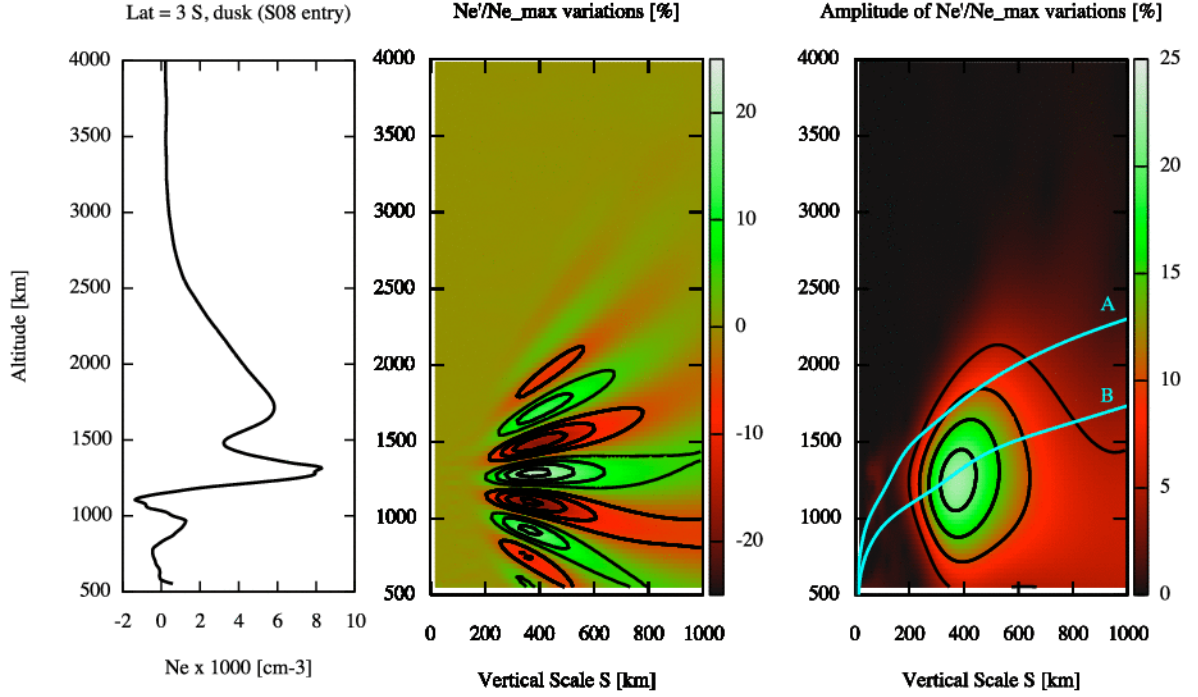 Lat = 3 S, dusk (S08 entry)
Ne'/Ne_max variations [%]
Amplitude of Ne'/Ne_max variations [%]
Altitude [km]
4000
3500
3000
2500
2000
1500
1000
500
-2 0 2 4 6 8 10
Ne x 1000 [cm-3]
4000
3500
3000
2500
2000
1500
1000
500
0 200 400 600 800 1000
Vertical Scale S [km]
20
10
0
-10
-20
4000
3500
3000
2500
2000
1500
1000
500
A
B
0 200 400 600 800 1000
Vertical Scale S [km]
25
20
15
10
5
0